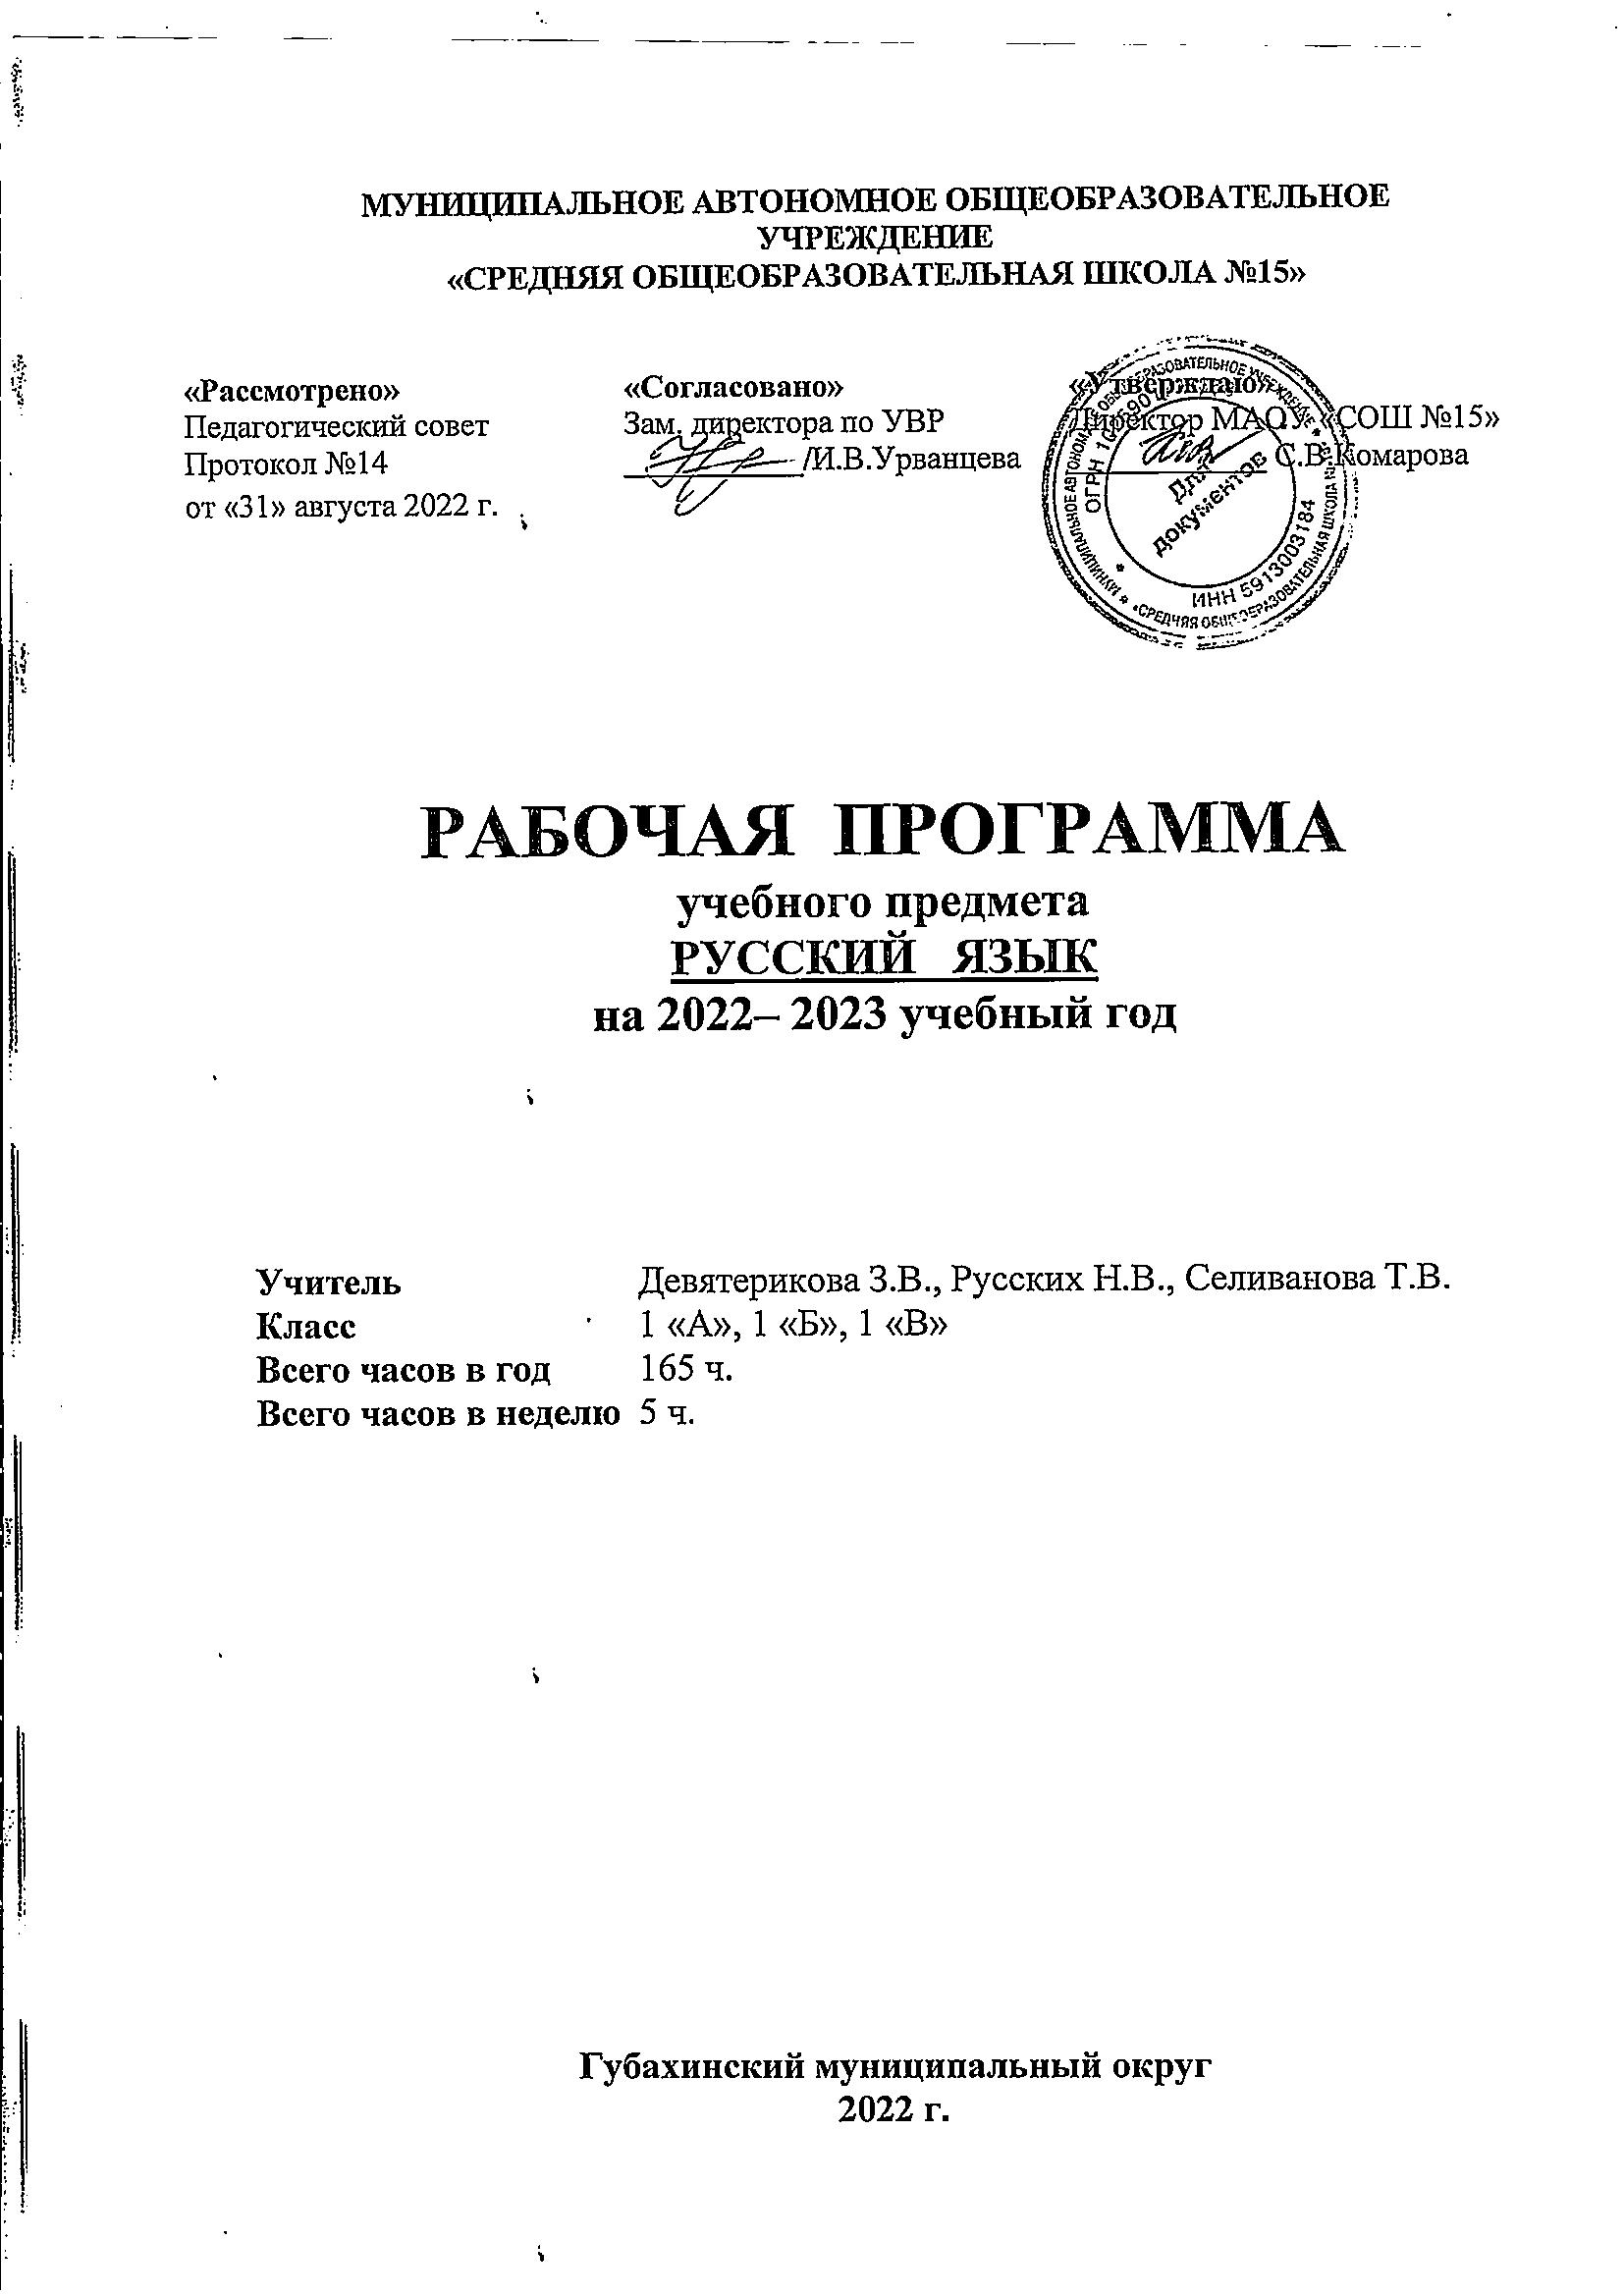 МУНИЦИПАЛЬНОЕ АВТОНОМНОЕ ОБЩЕОБРАЗОВАТЕЛЬНОЕ
УЧРЕЖДЕНИЕ
«СРЕДНЯЯ ОБЩЕОБРАЗОВАТЕЛЬНАЯ ШКОЛА №15»
«Рассмотрено»
Педагогический совет
Протокол №14
от «31» августа 2022 г.
«Согласовано»
Зам. директора по УВР
/И.В.Урванцева
«Утверждаю»
Директор МАОУ «СОШ №15»
С.В.Комарова
Для
документов
ИНН 5913003184
РАБОЧАЯ ПРОГРАММА
учебного предмета
РУССКИЙ ЯЗЫК
на 2022– 2023 учебный год
Учитель Девятерикова З.В., Русских Н.В., Селиванова Т.В.
Класс 1 «А», 1 «Б», 1 «В»
Всего часов в год 165 ч.
Всего часов в неделю 5 ч.
Губахинский муниципальный округ
2022 г.